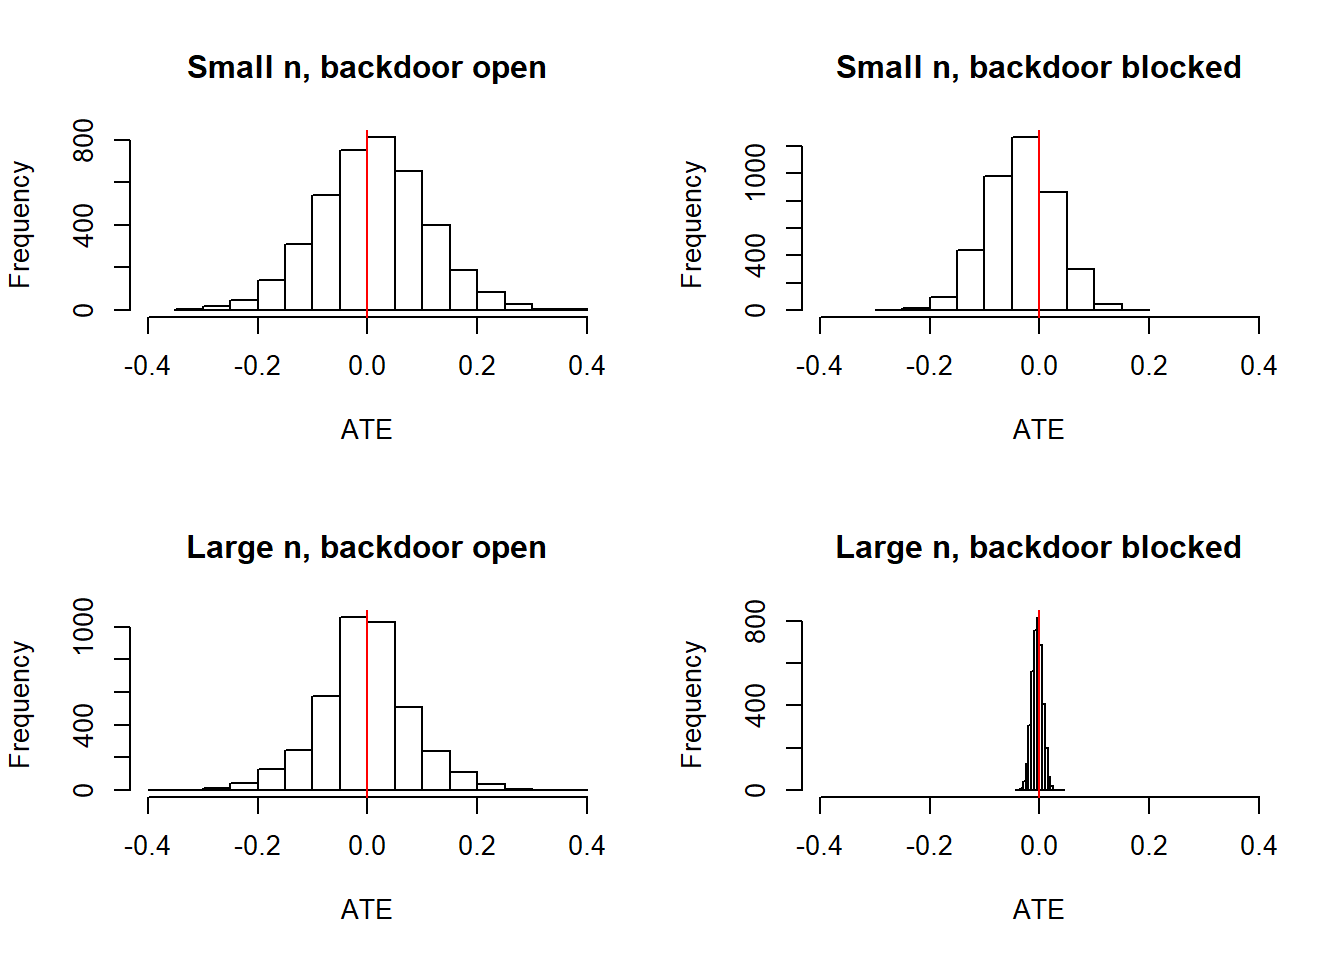 Small n, backdoor open
Frequency
0 400 800
-0.4 -0.2 0.0 0.2 0.4
ATE
Small n, backdoor blocked
Frequency
0 400 1000
-0.4 -0.2 0.0 0.2 0.4
ATE
Large n, backdoor open
Frequency
0 400 1000
-0.4 -0.2 0.0 0.2 0.4
ATE
Large n, backdoor blocked
Frequency
0 400 800
-0.4 -0.2 0.0 0.2 0.4
ATE